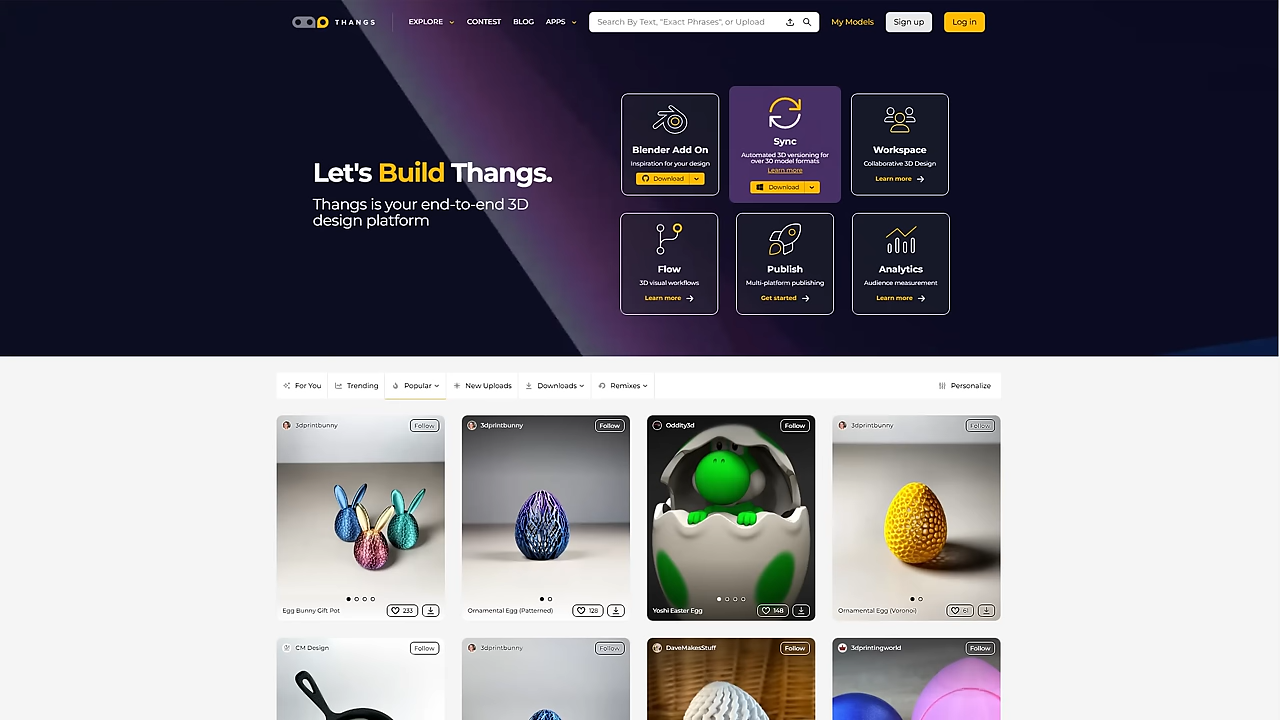 THANGS
EXPLORE
CONTEST
BLOG
APPS
Search By Text, "Exact Phrases", or Upload
My Models
Sign up
Log in
Let's Build Thangs.
Thangs is your end-to-end 3D
design platform
Blender Add On
Inspiration for your design
Download
Sync
Automated 3D versioning for
over 30 model formats
Learn more
Download
Workspace
Collaborative 3D Design
Learn more
Flow
3D visual workflows
Learn more
Publish
Multi-platform publishing
Get started
Analytics
Audience measurement
Learn more
For You
Trending
Popular
New Uploads
Downloads
Remixes
Personalize
3dprintbunny
Follow
Egg Bunny Gift Pot
233
3dprintbunny
Follow
Ornamental Egg (Patterned)
128
Oddity3d
Follow
Yoshi Easter Egg
148
3dprintbunny
Follow
Ornamental Egg (Voronoi)
61
CM Design
Follow
3dprintbunny
Follow
DaveMakesStuff
Follow
3dprintingworld
Follow